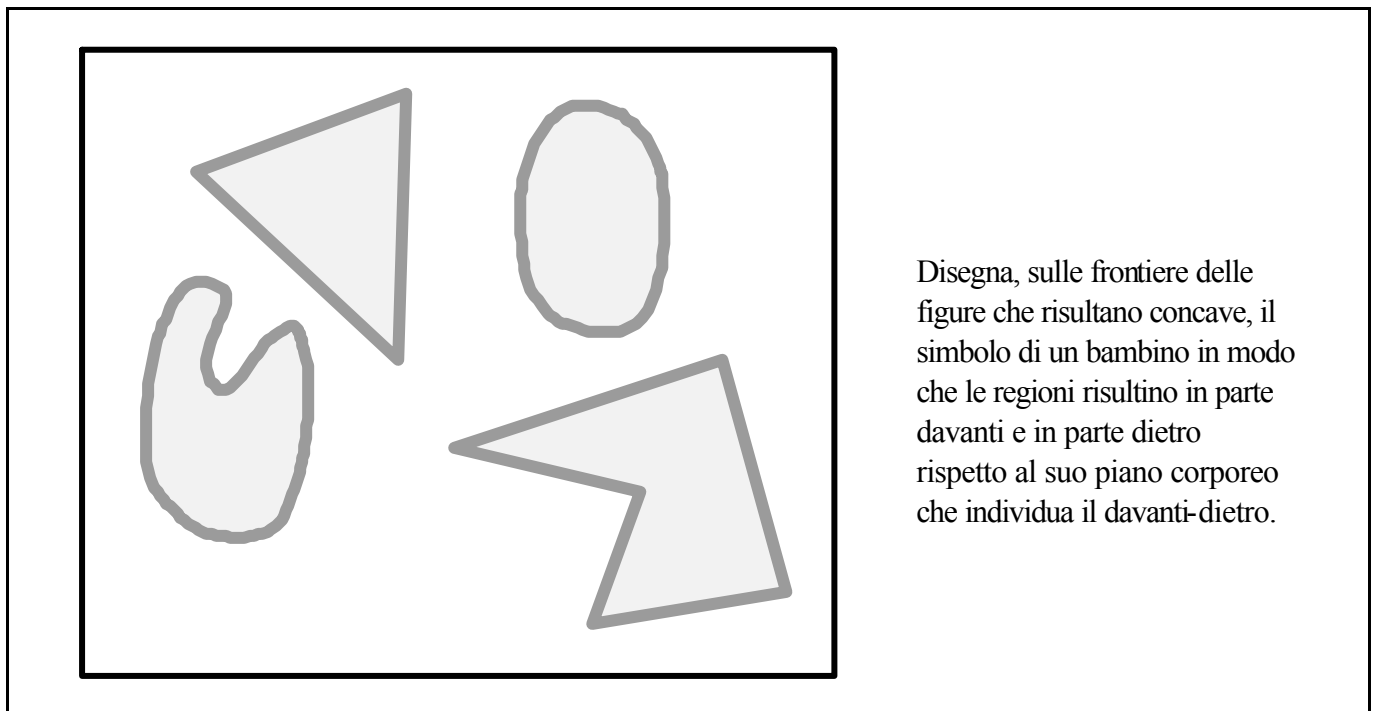 Disegna, sulle frontiere delle
figure che risultano concave, il
simbolo di un bambino in modo
che le regioni risultino in parte
davanti e in parte dietro
rispetto al suo piano corporeo
che individua il davanti-dietro.